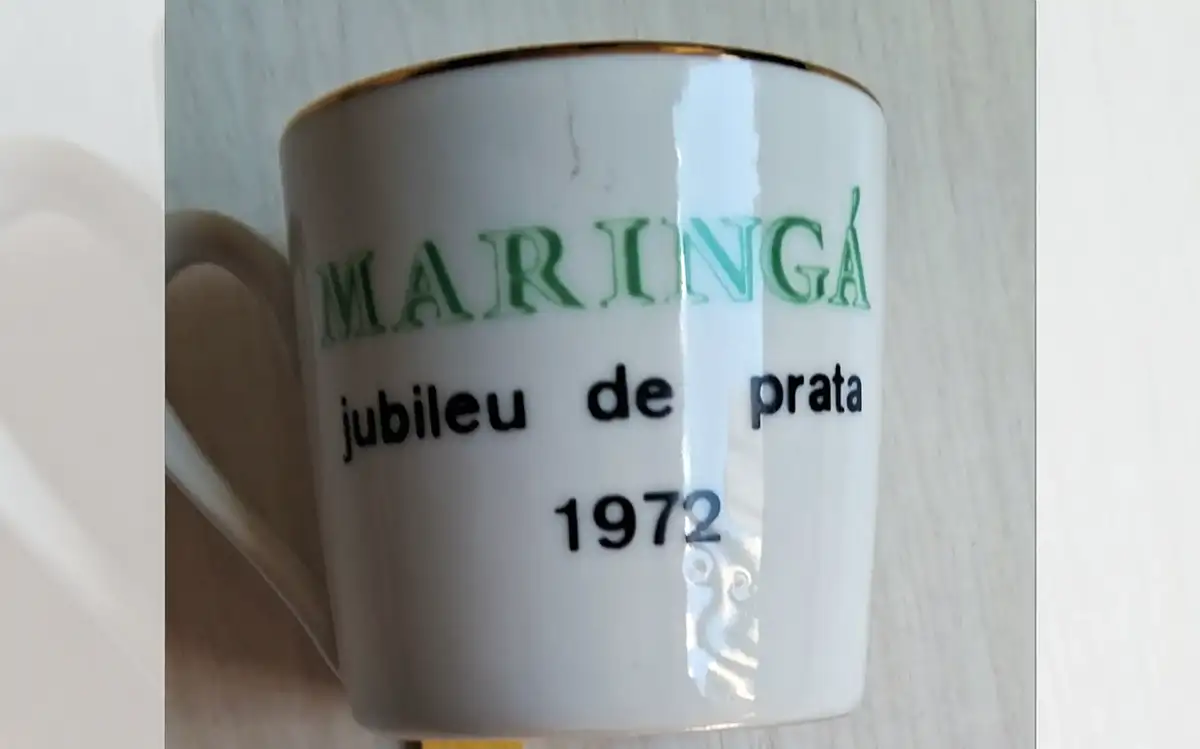 MARINGÁ
jubileu de prata
1972